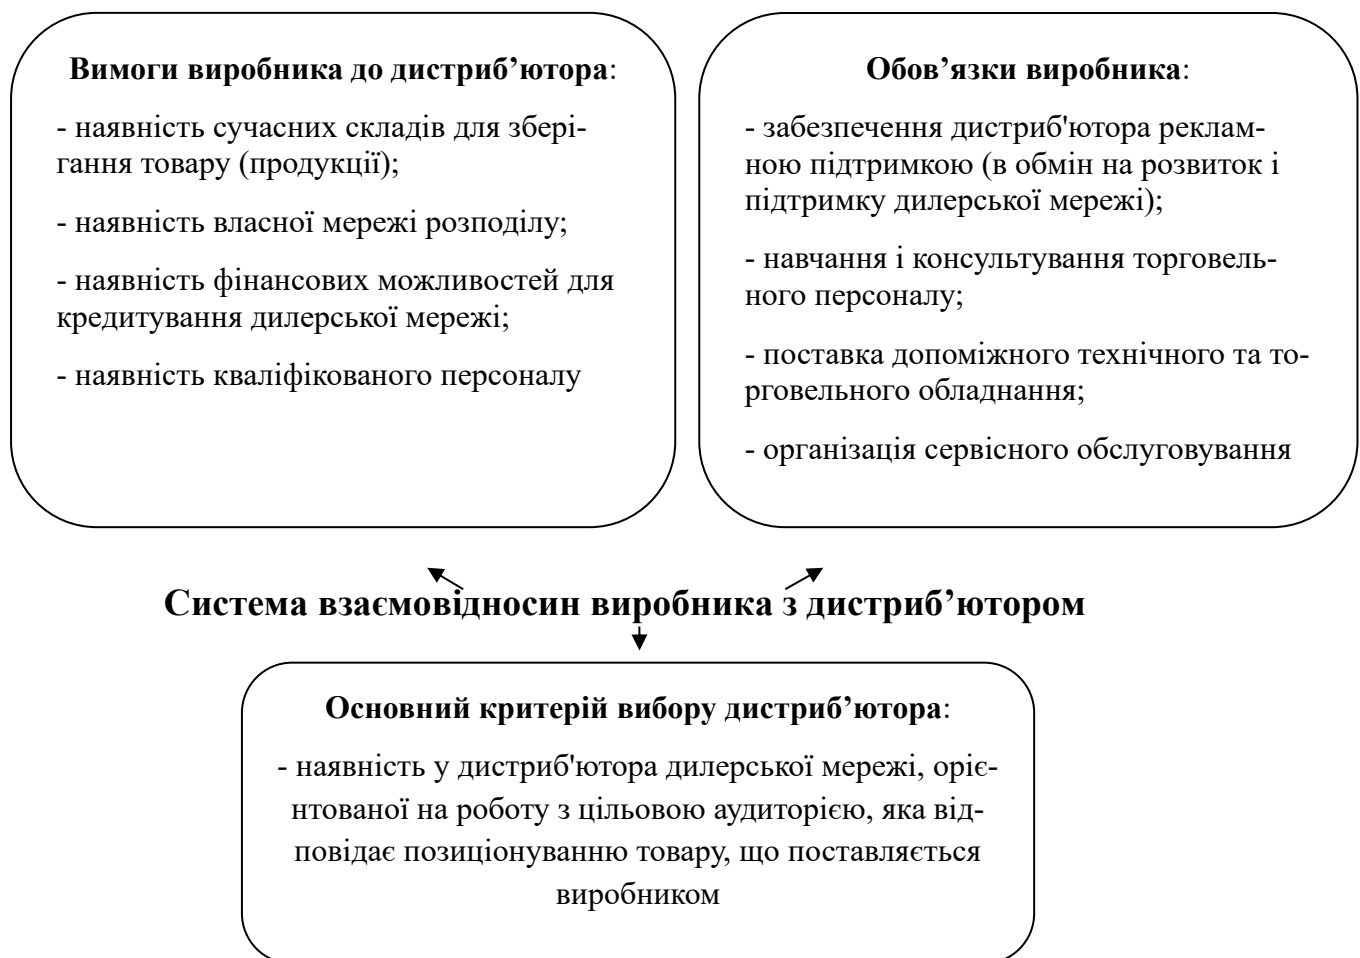 Вимоги виробника до дистриб’ютора:
- наявність сучасних складів для збері-
гання товару (продукції);
- наявність власної мережі розподілу;
- наявність фінансових можливостей для
кредитування дилерської мережі;
- наявність кваліфікованого персоналу
Обов’язки виробника:
- забезпечення дистриб'ютора реклам-
ною підтримкою (в обмін на розвиток і
підтримку дилерської мережі);
- навчання і консультування торговель-
ного персоналу;
- поставка допоміжного технічного та то-
рговельного обладнання;
- організація сервісного обслуговування
Система взаємовідносин виробника з дистриб’ютором
Основний критерій вибору дистриб’ютора:
- наявність у дистриб'ютора дилерської мережі, оріє-
нтованої на роботу з цільовою аудиторією, яка від-
повідає позиціонуванню товару, що поставляється
виробником